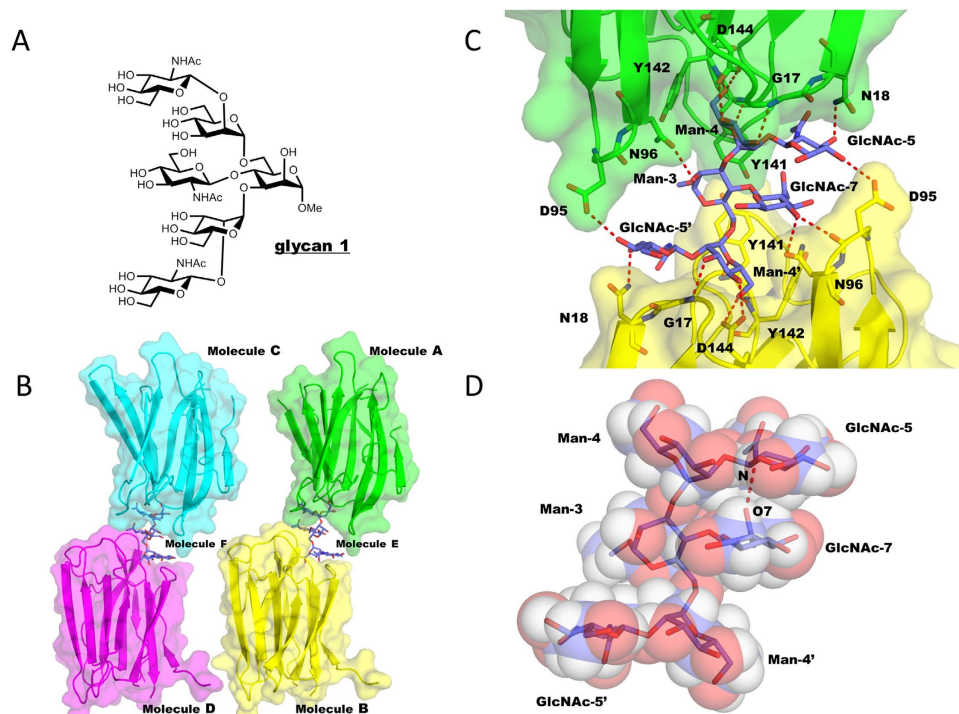 A
NHAc
HO
HO
HO
O
O
HO
HO
HO
O
HO
O
OH
HO
O
O
O
HO
NHAc
O
OMe
HO
HO
O
HO
NHAc
HO
HO
O
O
HO
glycan 1
B
Molecule C
Molecule A
Molecule F
Molecule E
Molecule D
Molecule B
C
D144
Y142
G17
N18
Man-4
GlcNAc-5
N96
Y141
Man-3
GlcNAc-7
D95
D95
GlcNAc-5'
Y141
Man-4'
N96
N18
G17
Y142
D144
D
Man-4
GlcNAc-5
N
Man-3
O7
GlcNAc-7
Man-4'
GlcNAc-5'